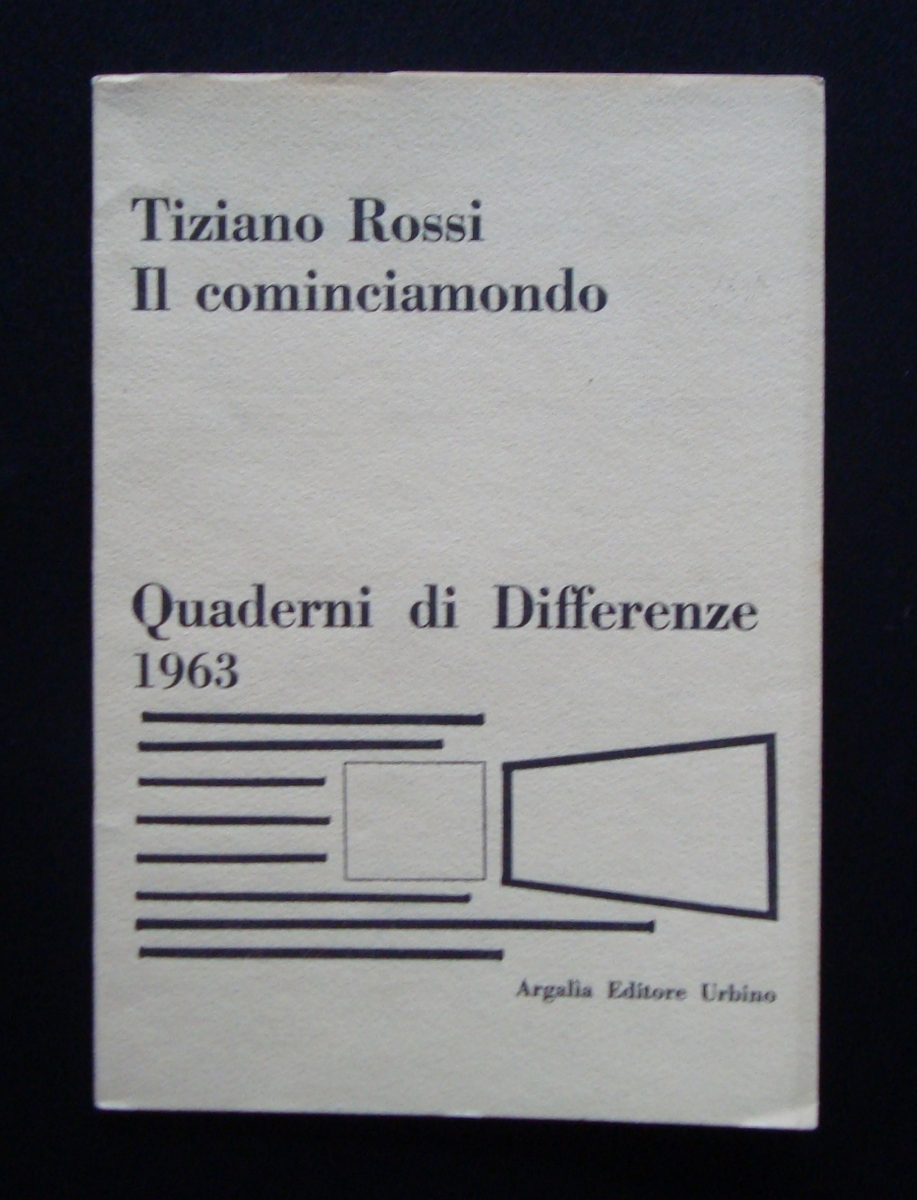 Tiziano Rossi
Il cominciamondo
Quaderni di Differenze
1963
Argalìa Editore Urbino